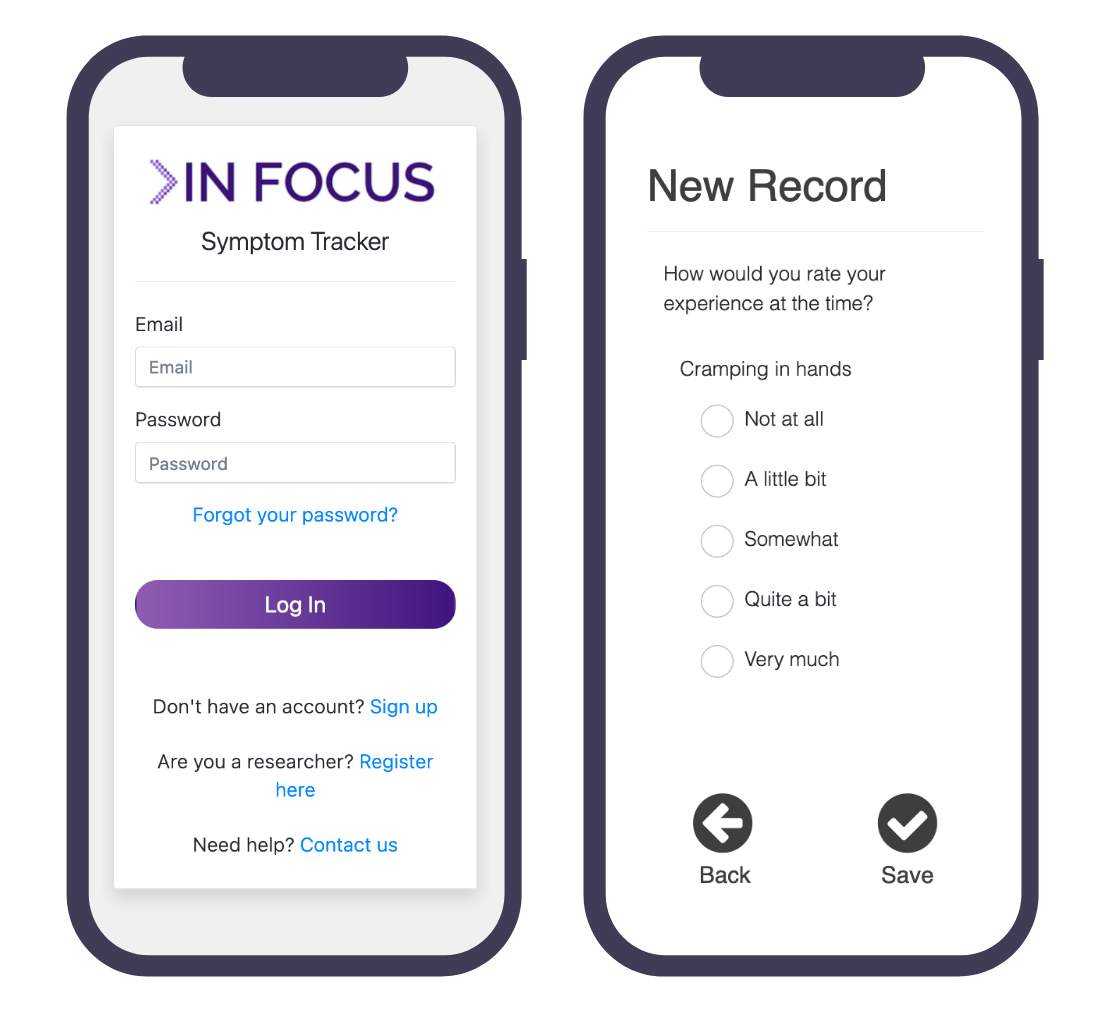 IN FOCUS
Symptom Tracker
Email
Email
Password
Password
Forgot your password?
Log In
Don't have an account? Sign up
Are you a researcher? Register
here
Need help? Contact us
New Record
How would you rate your
experience at the time?
Cramping in hands
Not at all
A little bit
Somewhat
Quite a bit
Very much
Back
Save